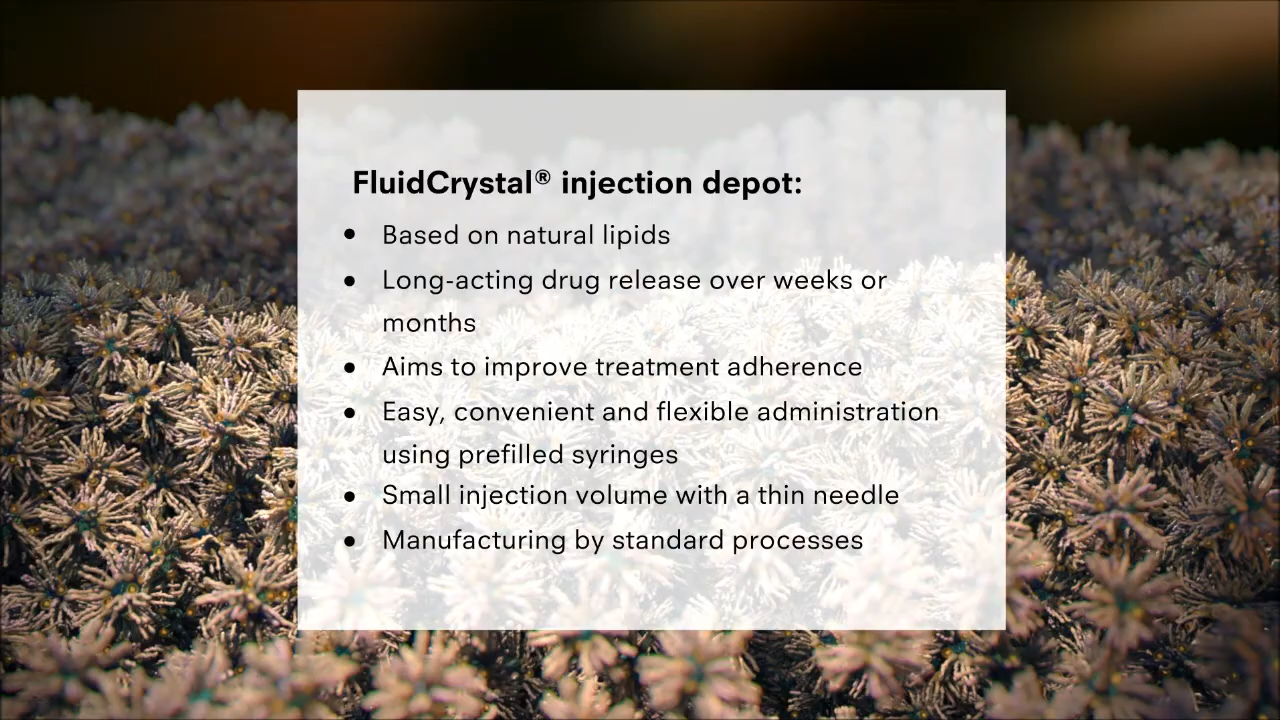 FluidCrystal® injection depot:
• Based on natural lipids
• Long-acting drug release over weeks or
months
• Aims to improve treatment adherence
• Easy, convenient and flexible administration
using prefilled syringes
• Small injection volume with a thin needle
• Manufacturing by standard processes